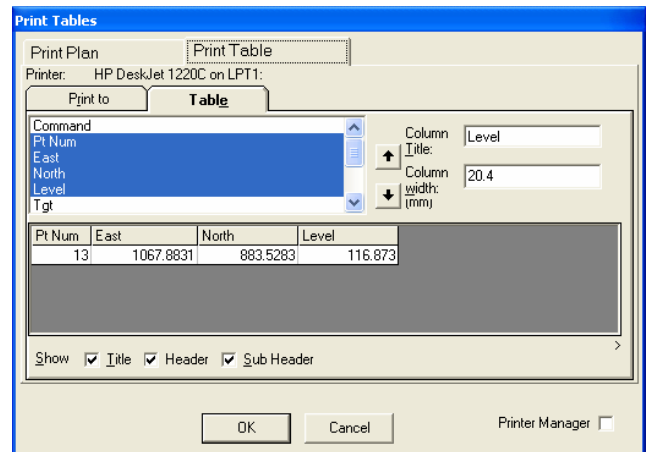 Print Tables
Print Plan Print Table
Printer: HP DeskJet 1220C on LPT1:
Print to Table
Command
Pt Num
East
North
Level
Tgt
Column Title: Level
Column width: (mm) 20.4
Pt Num East North Level
13 1067.8831 883.5283 116.873
Show Title Header Sub Header
>
OK Cancel Printer Manager